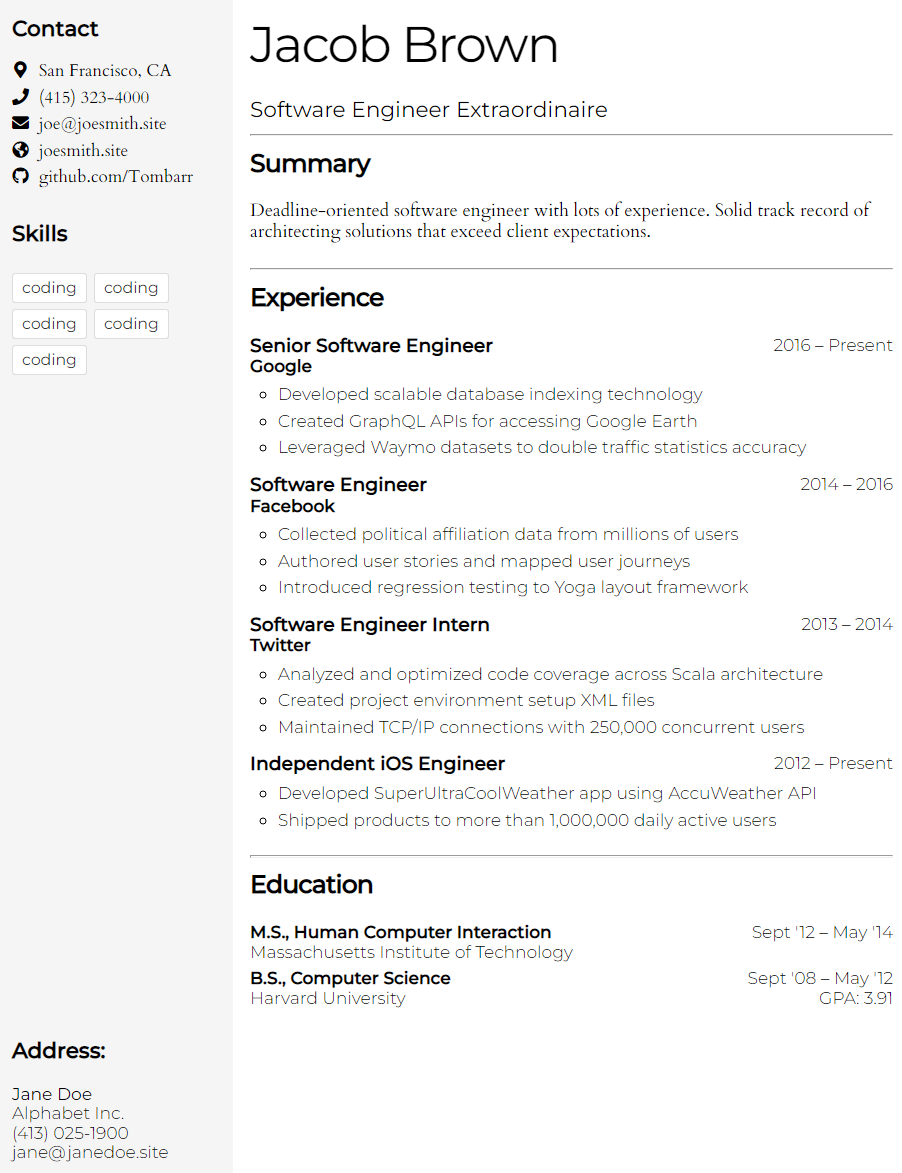 Contact
San Francisco, CA
(415) 323-4000
joe@joesmith.site
joesmith.site
github.com/Tombarr
Skills
coding coding
coding coding
coding
Address:
Jane Doe
Alphabet Inc.
(413) 025-1900
jane@janedoe.site
Jacob Brown
Software Engineer Extraordinaire
Summary
Deadline-oriented software engineer with lots of experience. Solid track record of
architecting solutions that exceed client expectations.
Experience
Senior Software Engineer 2016 – Present
Google
Developed scalable database indexing technology
Created GraphQL APIs for accessing Google Earth
Leveraged Waymo datasets to double traffic statistics accuracy
Software Engineer 2014 – 2016
Facebook
Collected political affiliation data from millions of users
Authored user stories and mapped user journeys
Introduced regression testing to Yoga layout framework
Software Engineer Intern 2013 – 2014
Twitter
Analyzed and optimized code coverage across Scala architecture
Created project environment setup XML files
Maintained TCP/IP connections with 250,000 concurrent users
Independent iOS Engineer 2012 – Present
Developed SuperUltraCoolWeather app using AccuWeather API
Shipped products to more than 1,000,000 daily active users
Education
M.S., Human Computer Interaction Sept '12 – May '14
Massachusetts Institute of Technology
B.S., Computer Science Sept '08 – May '12
Harvard University GPA: 3.91